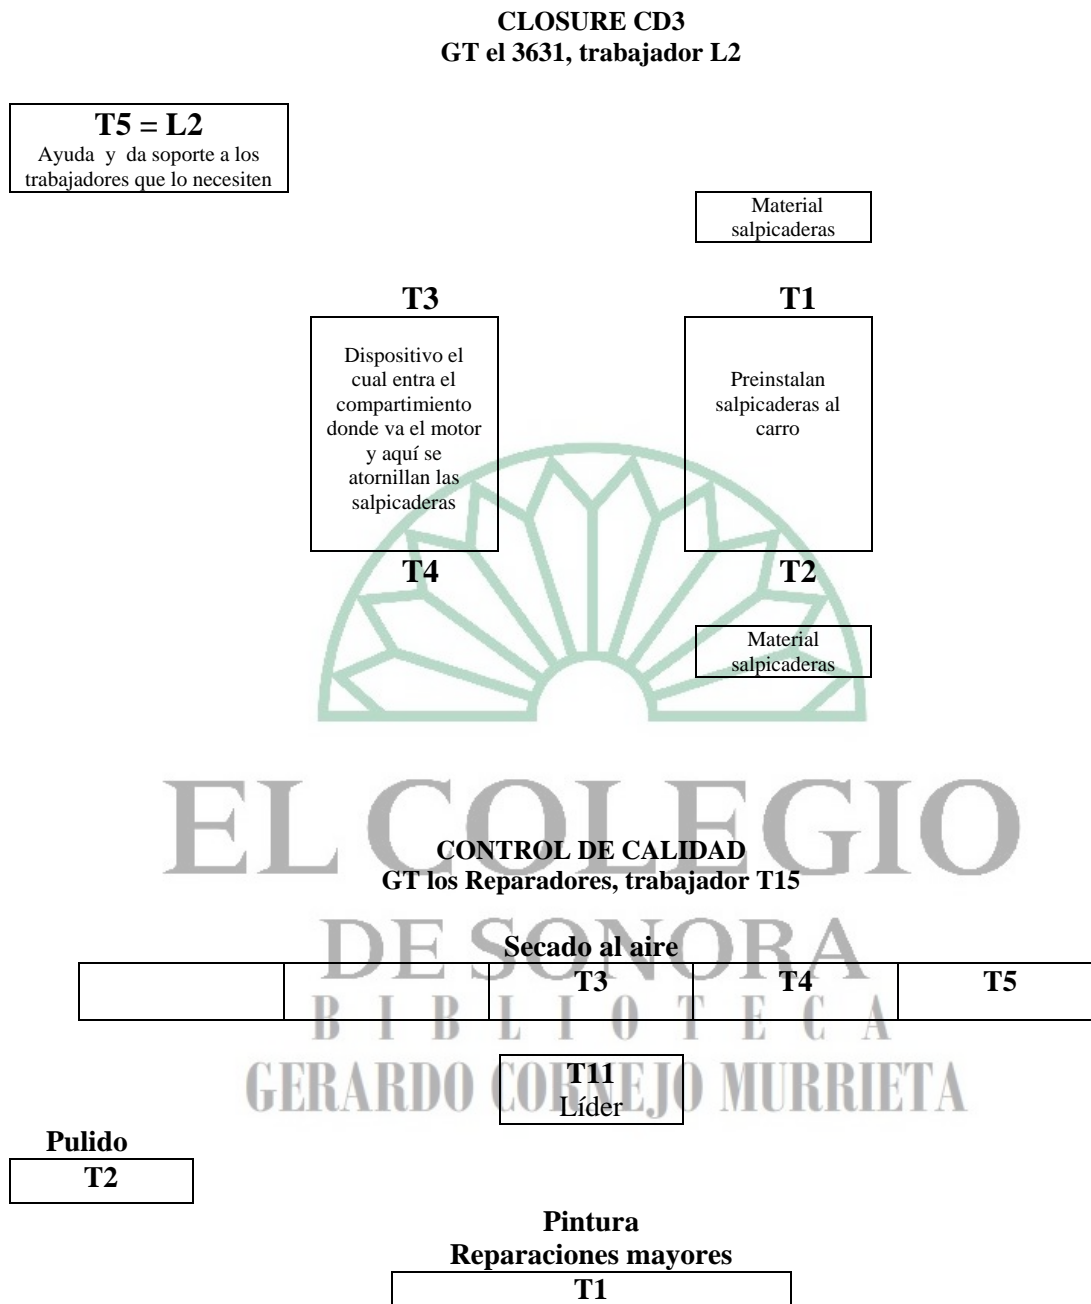 CLOSURE CD3
GT el 3631, trabajador L2
T5 = L2
Ayuda y da soporte a los
trabajadores que lo necesiten
Material
salpicaderas
T3
T1
Dispositivo el
cual entra el
compartimiento
donde va el motor
y aquí se
atornillan las
salpicaderas
Preinstalan
salpicaderas al
carro
T4
T2
Material
salpicaderas
EL COLEGIO
CONTROL DE CALIDAD
GT los Reparadores, trabajador T15
DE SONORA
Secado al aire
T3
T4
T5
BIBLIOTECA
GERARDO CORNEJO MURRIETA
T11
Líder
Pulido
T2
Pintura
Reparaciones mayores
T1